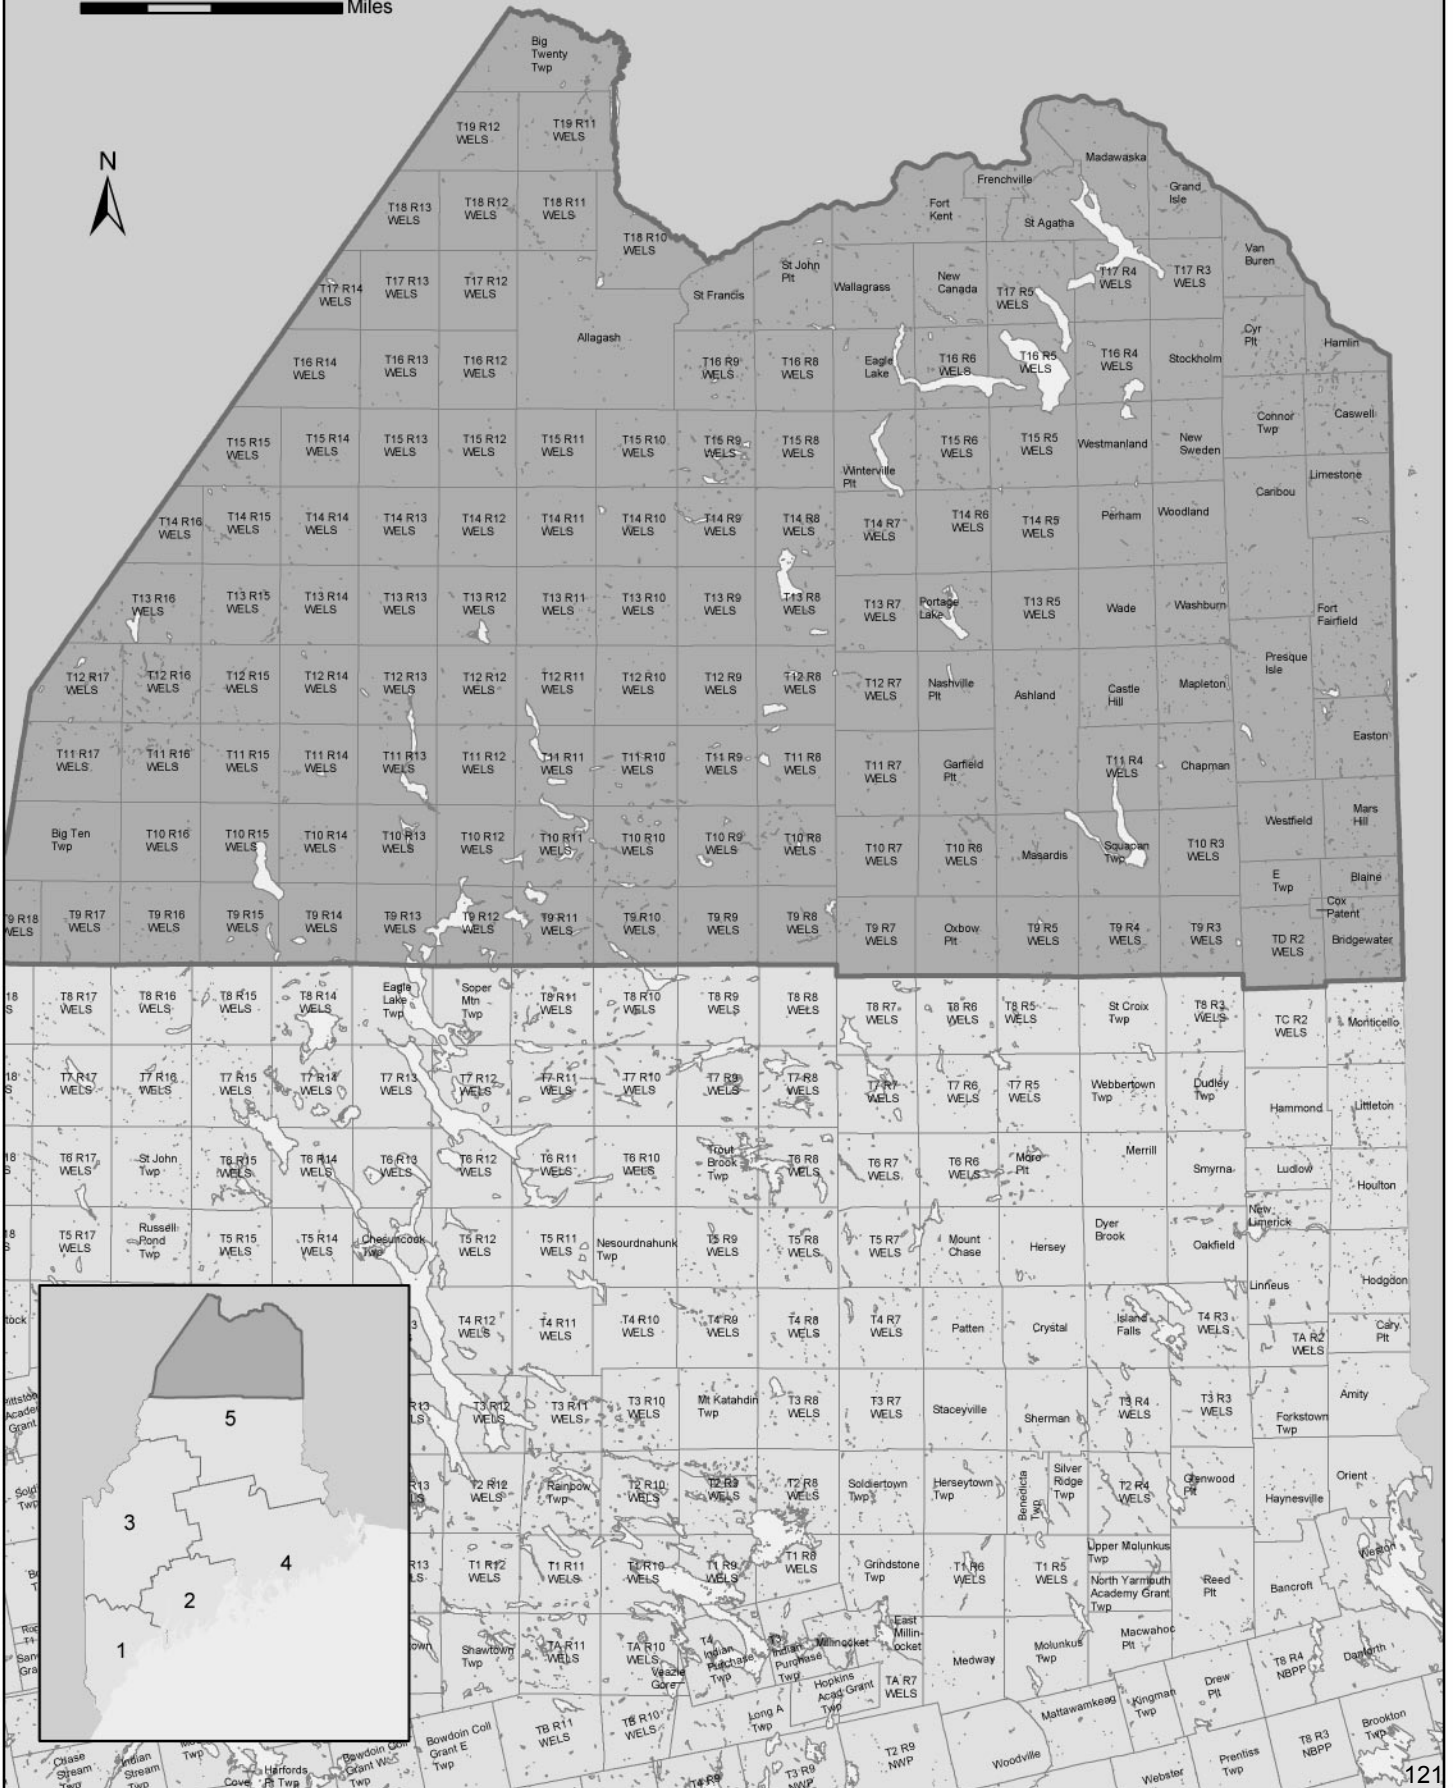 Miles
Big
Twenty
Twp
T19 R12
WELS
T19 R11
WELS
N
Madawaska
Frenchville
Grand
Isle
T18 R13
WELS
T18 R12
WELS
T18 R11
WELS
Fort
Kent
St Agatha
T18 R10
WELS
Van
Buren
T17 R14
WELS
T17 R13
WELS
T17 R12
WELS
St Francis
St John
Plt
Wallagrass
New
Canada
T17 R5
WELS
T17 R4
WELS
T17 R3
WELS
Allagash
Cyr
Plt
Hamlin
T16 R14
WELS
T16 R13
WELS
T16 R12
WELS
T16 R9
WELS
T16 R8
WELS
Eagle
Lake
T16 R6
WELS
T16 R5
WELS
T16 R4
WELS
Stockholm
Connor
Twp
Caswell
T15 R15
WELS
T15 R14
WELS
T15 R13
WELS
T15 R12
WELS
T15 R11
WELS
T15 R10
WELS
T15 R9
WELS
T15 R8
WELS
Winterville
Plt
T15 R6
WELS
T15 R5
WELS
Westmanland
New
Sweden
Caribou
Limestone
T14 R16
WELS
T14 R15
WELS
T14 R14
WELS
T14 R13
WELS
T14 R12
WELS
T14 R11
WELS
T14 R10
WELS
T14 R9
WELS
T14 R8
WELS
T14 R7
WELS
T14 R6
WELS
T14 R5
WELS
Perham
Woodland
T13 R16
WELS
T13 R15
WELS
T13 R14
WELS
T13 R13
WELS
T13 R12
WELS
T13 R11
WELS
T13 R10
WELS
T13 R9
WELS
T13 R8
WELS
T13 R7
WELS
Portage
Lake
T13 R5
WELS
Wade
Washburn
Fort
Fairfield
Presque
Isle
T12 R17
WELS
T12 R16
WELS
T12 R15
WELS
T12 R14
WELS
T12 R13
WELS
T12 R12
WELS
T12 R11
WELS
T12 R10
WELS
T12 R9
WELS
T12 R8
WELS
T12 R7
WELS
Nashville
Plt
Ashland
Castle
Hill
Mapleton
Easton
T11 R17
WELS
T11 R16
WELS
T11 R15
WELS
T11 R14
WELS
T11 R13
WELS
T11 R12
WELS
T11 R11
WELS
T11 R10
WELS
T11 R9
WELS
T11 R8
WELS
T11 R7
WELS
Garfield
Plt
T11 R4
WELS
Chapman
Big Ten
Twp
T10 R16
WELS
T10 R15
WELS
T10 R14
WELS
T10 R13
WELS
T10 R12
WELS
T10 R11
WELS
T10 R10
WELS
T10 R9
WELS
T10 R8
WELS
T10 R7
WELS
T10 R6
WELS
Masardis
Squapan
Twp
T10 R3
WELS
Westfield
Mars
Hill
E
Twp
Blaine
Cox
Patent
T9 R18
WELS
T9 R17
WELS
T9 R16
WELS
T9 R15
WELS
T9 R14
WELS
T9 R13
WELS
T9 R12
WELS
T9 R11
WELS
T9 R10
WELS
T9 R9
WELS
T9 R8
WELS
T9 R7
WELS
Oxbow
Plt
T9 R5
WELS
T9 R4
WELS
T9 R3
WELS
TD R2
WELS
Bridgewater
18
S
T8 R17
WELS
T8 R16
WELS
T8 R15
WELS
T8 R14
WELS
Eagle
Lake
Twp
Soper
Mtn
Twp
T8 R11
WELS
T8 R10
WELS
T8 R9
WELS
T8 R8
WELS
T8 R7
WELS
T8 R6
WELS
T8 R5
WELS
St Croix
Twp
T8 R3
WELS
TC R2
WELS
Monticello
18
S
T7 R17
WELS
T7 R16
WELS
T7 R15
WELS
T7 R14
WELS
T7 R13
WELS
T7 R12
WELS
T7 R11
WELS
T7 R10
WELS
T7 R9
WELS
T7 R8
WELS
T7 R7
WELS
T7 R6
WELS
T7 R5
WELS
Webbertown
Twp
Dudley
Twp
Hammond
Littleton
18
S
T6 R17
WELS
St John
Twp
T6 R15
WELS
T6 R14
WELS
T6 R13
WELS
T6 R12
WELS
T6 R11
WELS
T6 R10
WELS
Trout
Brook
Twp
T6 R8
WELS
T6 R7
WELS
T6 R6
WELS
Moro
Plt
Merrill
Smyrna
Ludlow
Houlton
18
S
T5 R17
WELS
Russell
Pond
Twp
T5 R15
WELS
T5 R14
WELS
Chesuncook
Twp
T5 R12
WELS
T5 R11
WELS
Nesourdnahunk
Twp
T5 R9
WELS
T5 R8
WELS
T5 R7
WELS
Mount
Chase
Hersey
Dyer
Brook
Oakfield
New
Limerick
Linneus
Hodgdon
tock
3
T4 R12
WELS
T4 R11
WELS
T4 R10
WELS
T4 R9
WELS
T4 R8
WELS
T4 R7
WELS
Patten
Crystal
Island
Falls
T4 R3
WELS
TA R2
WELS
Cary
Plt
R13
LS
T3 R12
WELS
T3 R11
WELS
T3 R10
WELS
Mt Katahdin
Twp
T3 R8
WELS
T3 R7
WELS
Staceyville
Sherman
T3 R4
WELS
T3 R3
WELS
Forkstown
Twp
Amity
R13
LS
T2 R12
WELS
Rainbow
Twp
T2 R10
WELS
T2 R9
WELS
T2 R8
WELS
Soldiertown
Twp
Herseytown
Twp
Benedicta
Twp
Silver
Ridge
Twp
T2 R4
WELS
Glenwood
Plt
Haynesville
Orient
R13
LS
T1 R12
WELS
T1 R11
WELS
T1 R10
WELS
T1 R9
WELS
T1 R8
WELS
Grindstone
Twp
T1 R6
WELS
T1 R5
WELS
Upper Molunkus
Twp
North Yarmouth
Academy Grant
Twp
Reed
Plt
Bancroft
Weston
own
Shawtown
Twp
TA R11
WELS
TA R10
WELS
Veazie
Gore
T4
Indian
Purchase
Twp
T3
Indian
Purchase
Twp
Millinocket
East
Millin-
ocket
Hopkins
Acad Grant
Twp
TA R7
WELS
Medway
Molunkus
Twp
Macwahoc
Plt
Drew
Plt
T8 R4
NBPP
Danforth
Bowdoin Coll
Grant E
Twp
TB R11
WELS
TB R10
WELS
Long A
Twp
T2 R9
NWP
Woodville
Mattawamkeag
Kingman
Twp
Prentiss
Twp
T8 R3
NBPP
Brookton
Twp
Chase
Stream
Twp
Indian
Stream
Twp
Twp
Cove
Harfords
Pt Twp
Bowdoin Coll
Grant W
Twp
T4 R9
T3 R9
NWP
Webster
5
3
4
2
1
121